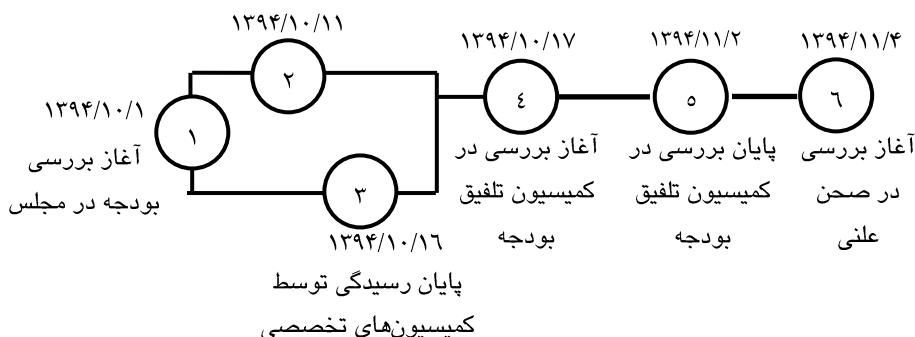 ۱۳۹۴/۱۰/۱
۱
آغاز بررسی
بودجه در مجلس
۱۳۹۴/۱۰/۱۱
۲
۳
۱۳۹۴/۱۰/۱۶
پایان رسیدگی توسط
کمیسیون‌های تخصصی
۱۳۹۴/۱۰/۱۷
۴
آغاز بررسی در
کمیسیون تلفیق
بودجه
۱۳۹۴/۱۱/۲
۵
پایان بررسی در
کمیسیون تلفیق
بودجه
۱۳۹۴/۱۱/۴
۶
آغاز بررسی
در صحن
علنی